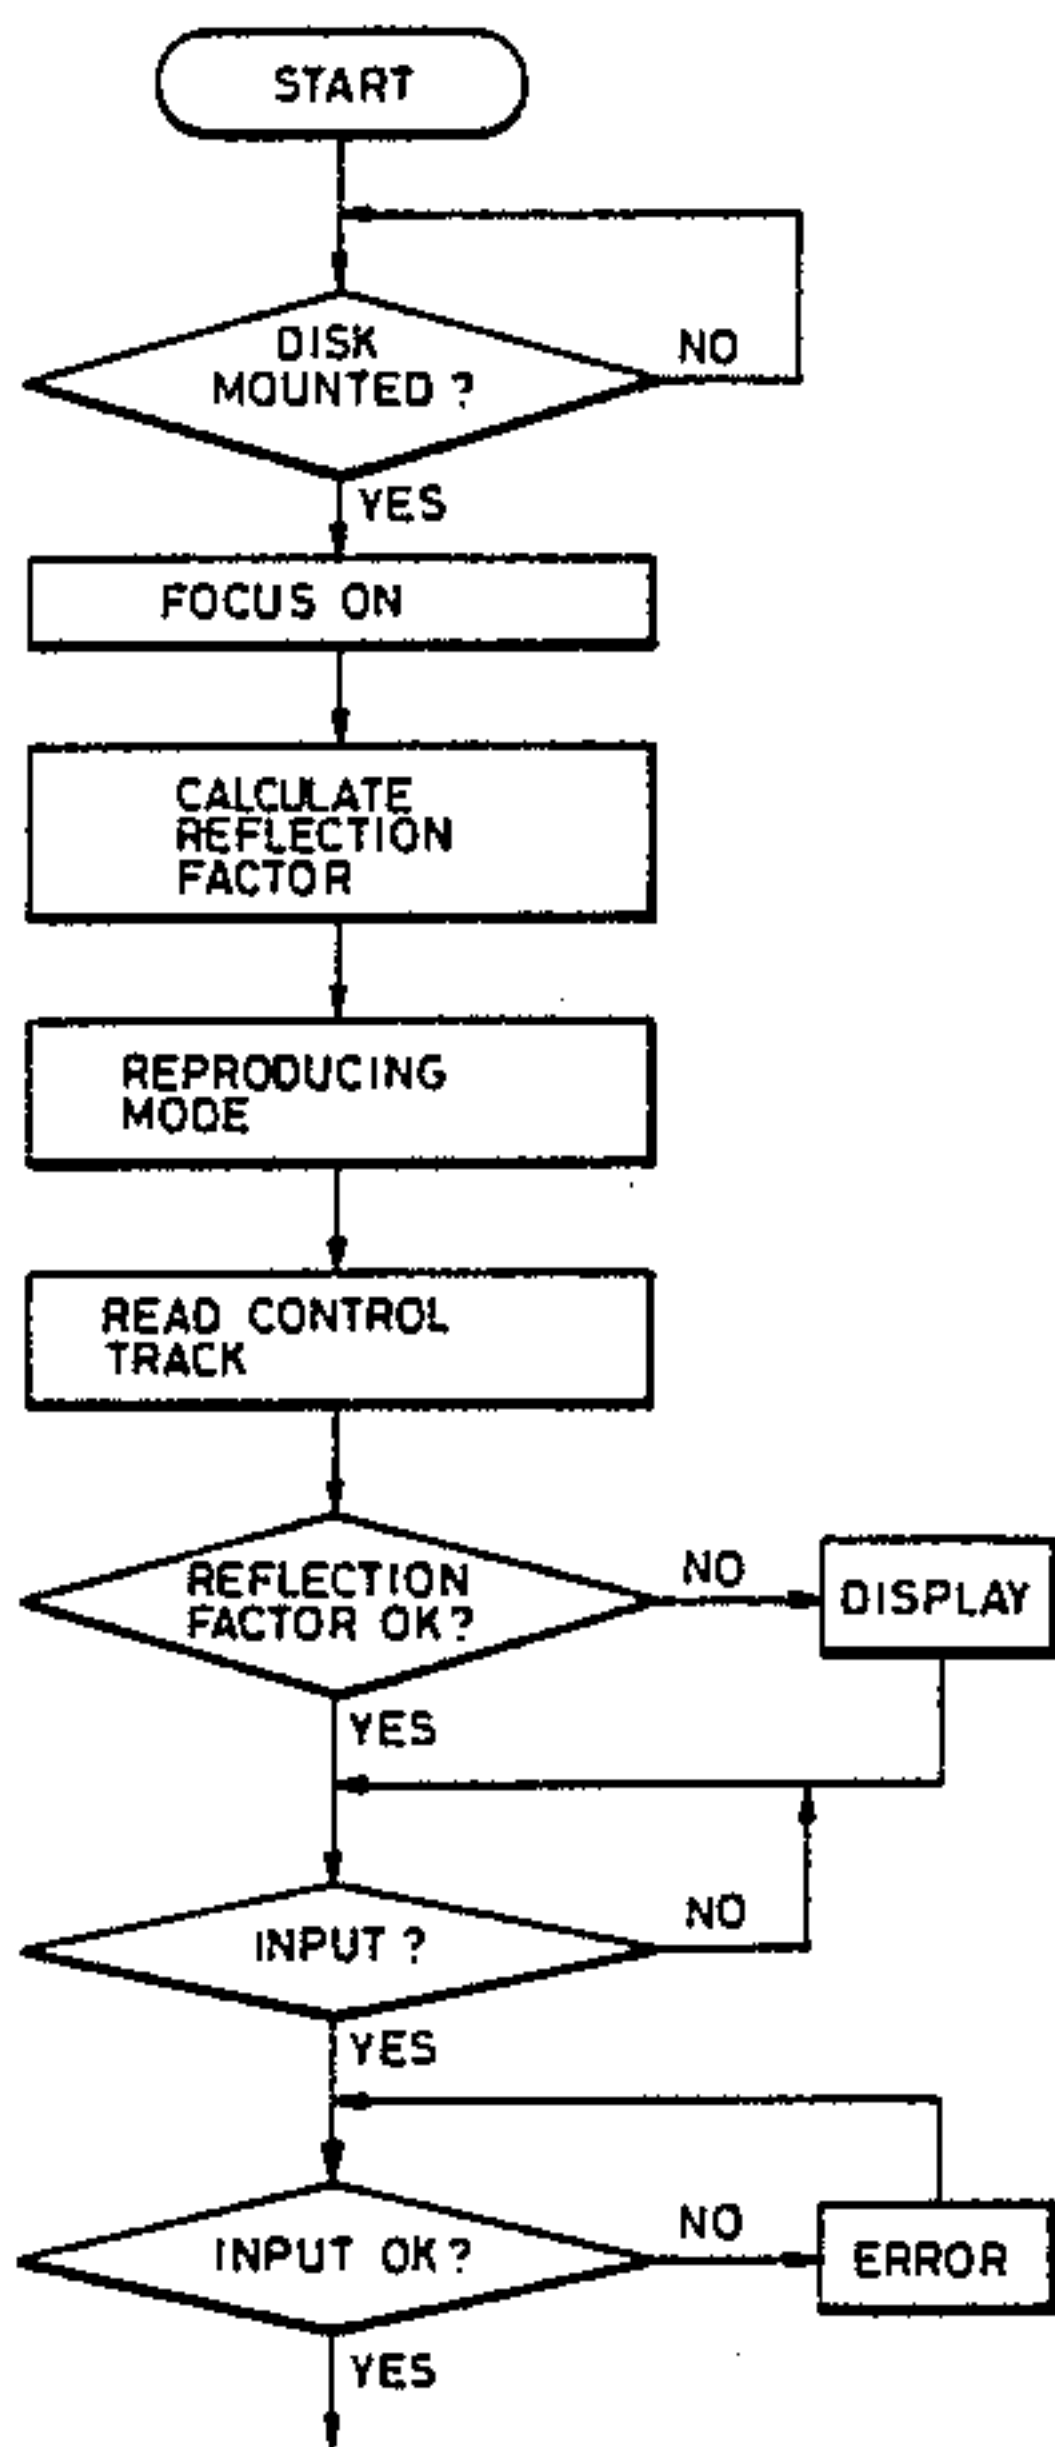 START
DISK
MOUNTED ?
NO
YES
FOCUS ON
CALCULATE
REFLECTION
FACTOR
REPRODUCING
MODE
READ CONTROL
TRACK
REFLECTION
FACTOR OK?
NO
DISPLAY
YES
INPUT ?
NO
YES
INPUT OK?
NO
ERROR
YES